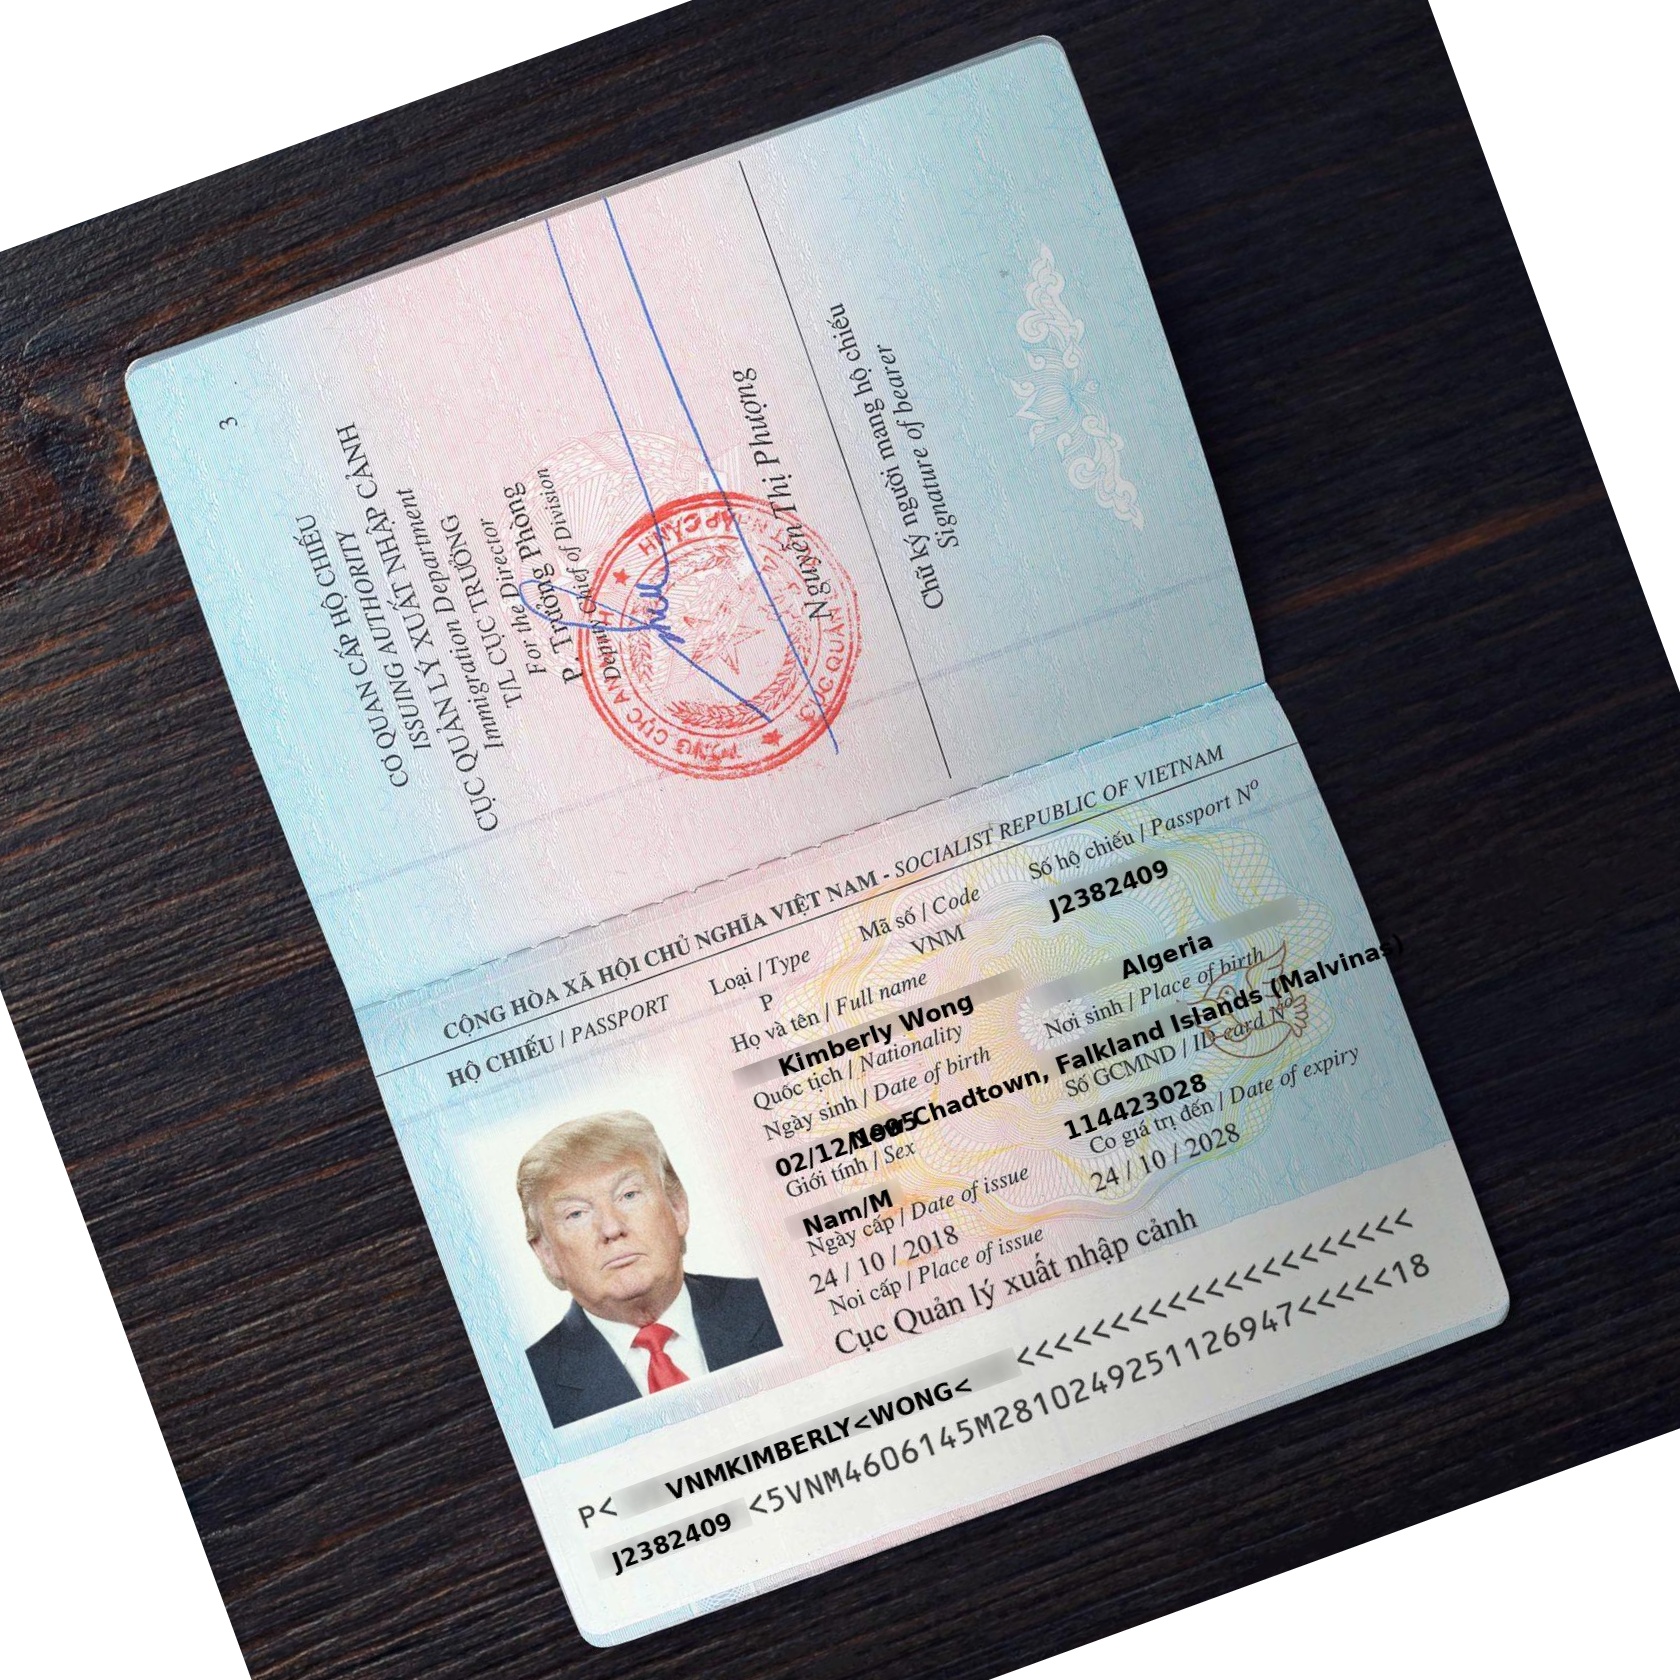 3
CƠ QUAN CẤP HỘ CHIẾU
ISSUING AUTHORITY
CỤC QUẢN LÝ XUẤT NHẬP CẢNH
Immigration Department
T/L CỤC TRƯỞNG
For the Director
P. Trưởng Phòng
Deputy Chief of Division
Nguyễn Thị Phượng
Chữ ký người mang hộ chiếu
Signature of bearer
CỘNG HÒA XÃ HỘI CHỦ NGHĨA VIỆT NAM - SOCIALIST REPUBLIC OF VIETNAM
HỘ CHIẾU / PASSPORT
Loại / Type
Mã số / Code
Số hộ chiếu / Passport Nº
P
VNM
J2382409
Họ và tên / Full name
Kimberly Wong
Quốc tịch / Nationality
Algeria
Ngày sinh / Date of birth
Nơi sinh / Place of birth
02/12/1995
New Chadtown, Falkland Islands (Malvinas)
Giới tính / Sex
Số GCMND / ID card Nº
Nam/M
114423028
Ngày cấp / Date of issue
Co giá trị đến / Date of expiry
24 / 10 / 2018
24 / 10 / 2028
Noi cấp / Place of issue
Cục Quản lý xuất nhập cảnh
P< VNMKIMBERLY<WONG< <<<<<<<<<<<<<<<<<<<<<<<<<
J2382409 <5VNM4606145M2810249251126947<<<<<18